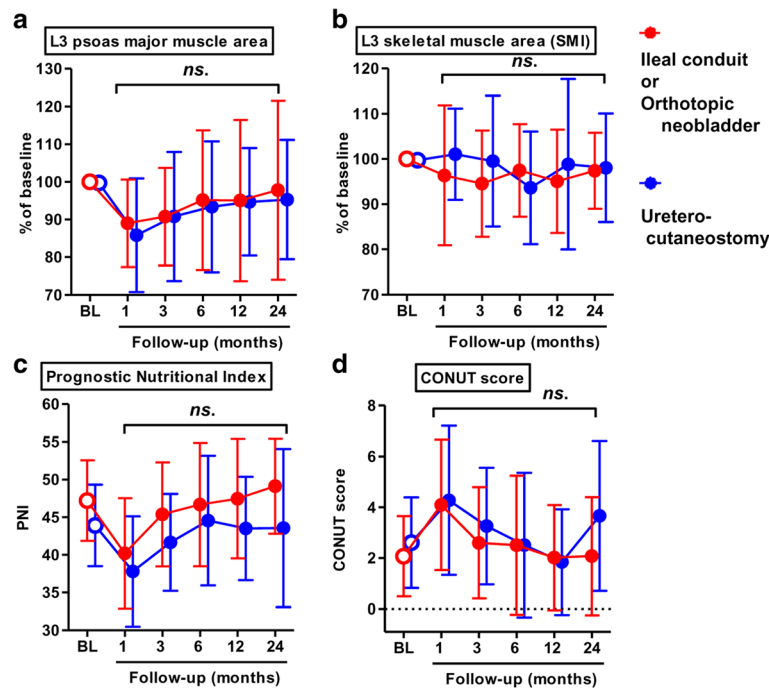 a
L3 psoas major muscle area
ns.
130
120
110
100
90
80
70
% of baseline
BL 1 3 6 12 24
Follow-up (months)
b
L3 skeletal muscle area (SMI)
ns.
120
110
100
90
80
70
% of baseline
BL 1 3 6 12 24
Follow-up (months)
Ileal conduit
or
Orthotopic
neobladder
Uretero-
cutaneostomy
c
Prognostic Nutritional Index
ns.
60
55
50
45
40
35
30
PNI
BL 1 3 6 12 24
Follow-up (months)
d
CONUT score
ns.
8
6
4
2
0
CONUT score
BL 1 3 6 12 24
Follow-up (months)